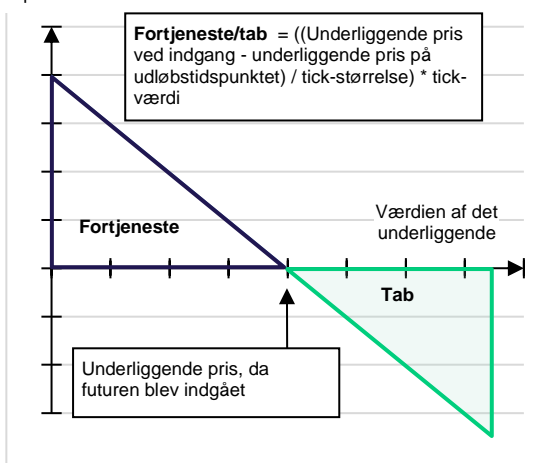 Fortjeneste/tab = ((Underliggende pris
ved indgang - underliggende pris på
udløbstidspunktet) / tick-størrelse) * tick-
værdi
Værdien af det
underliggende
Fortjeneste
Tab
Underliggende pris, da
futuren blev indgået